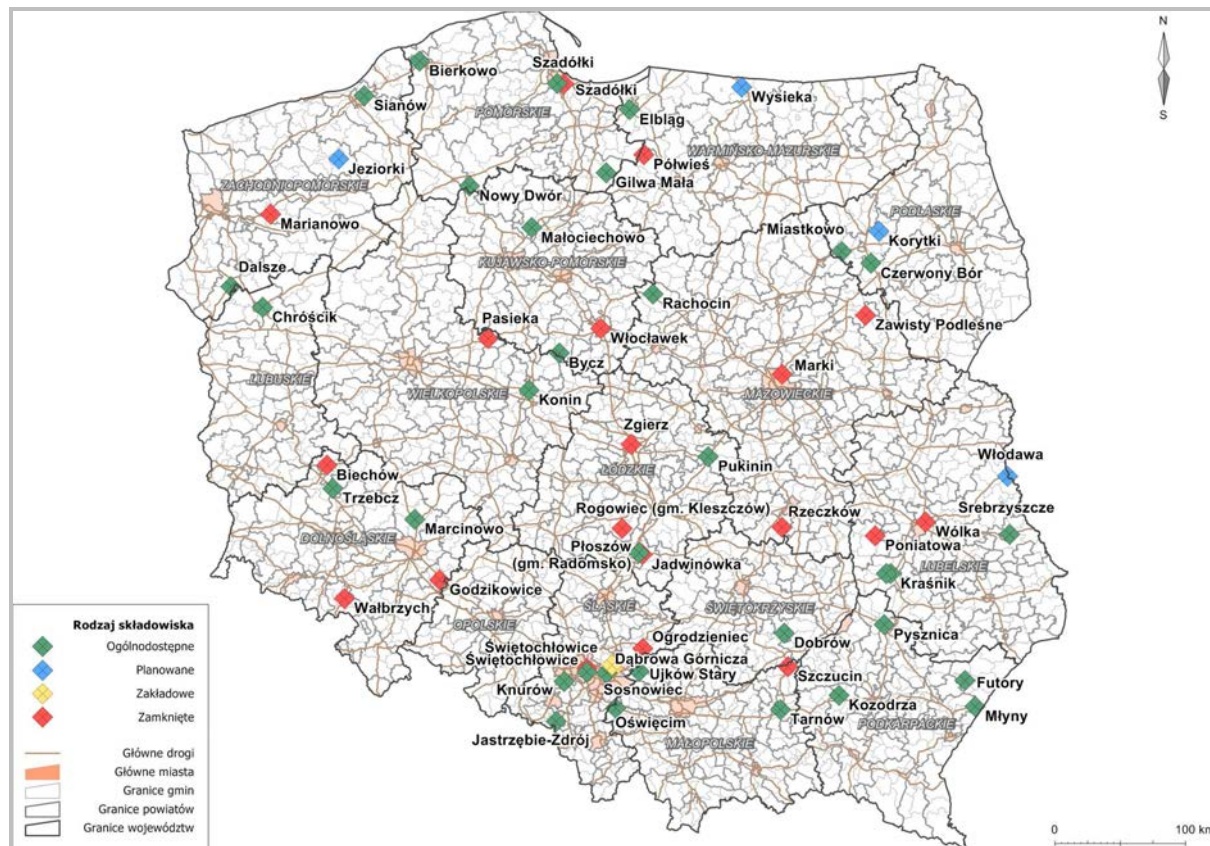 N
S
Bierkowo
Szadółki
Szadółki
Sianów
POMORSKIE
Elbląg
Wysieka
WARMIŃSKO-MAZURSKIE
Półwieś
Gilwa Mała
Jeziorki
ZACHODNIOPOMORSKIE
Nowy Dwór
Marianowo
Małociechowo
KUJAWSKO-POMORSKIE
Miastkowo
PODLASKIE
Korytki
Czerwony Bór
Dalsze
Chróścik
Rachocin
Zawisty Podleśne
Pasieka
Włocławek
Bycz
Marki
MAZOWIECKIE
LUBUSKIE
WIELKOPOLSKIE
Konin
Zgierz
ŁÓDZKIE
Pukinin
Włodawa
Biechów
Trzebcz
Marcinowo
DOLNOŚLĄSKIE
Rogowiec (gm. Kleszczów)
Rzeczków
Srebrzyszcze
Wólka
Poniatowa
LUBELSKIE
Płoszów
(gm. Radomsko)
Jadwinówka
Kraśnik
Godzikowice
Wałbrzych
OPOLSKIE
ŚLĄSKIE
ŚWIĘTOKRZYSKIE
Ogrodzieniec
Dobrów
Pysznica
Świętochłowice
Świętochłowice
Dąbrowa Górnicza
Ujków Stary
Szczucin
Knurów
Sosnowiec
Futory
Kozodrza
Młyny
Oświęcim
Tarnów
PODKARPACKIE
Jastrzębie-Zdrój
MAŁOPOLSKIE
Rodzaj składowiska
Ogólnodostępne
Planowane
Zakładowe
Zamknięte
Główne drogi
Główne miasta
Granice gmin
Granice powiatów
Granice województw
0 100 km